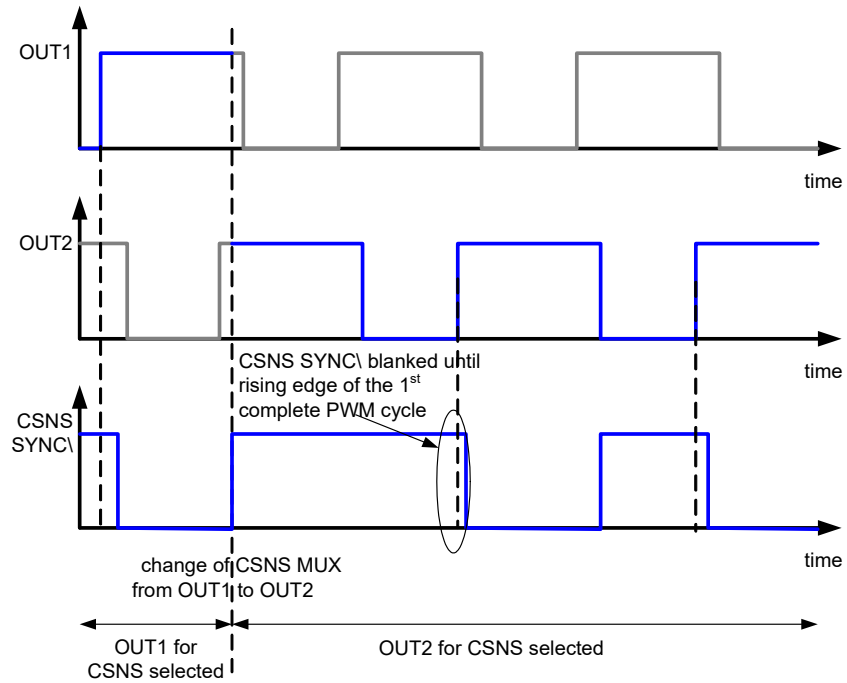 OUT1
time
OUT2
time
CSNS SYNC\ blanked until
rising edge of the 1st
complete PWM cycle
CSNS
SYNC\
time
change of CSNS MUX
from OUT1 to OUT2
OUT1 for
CSNS selected
OUT2 for CSNS selected